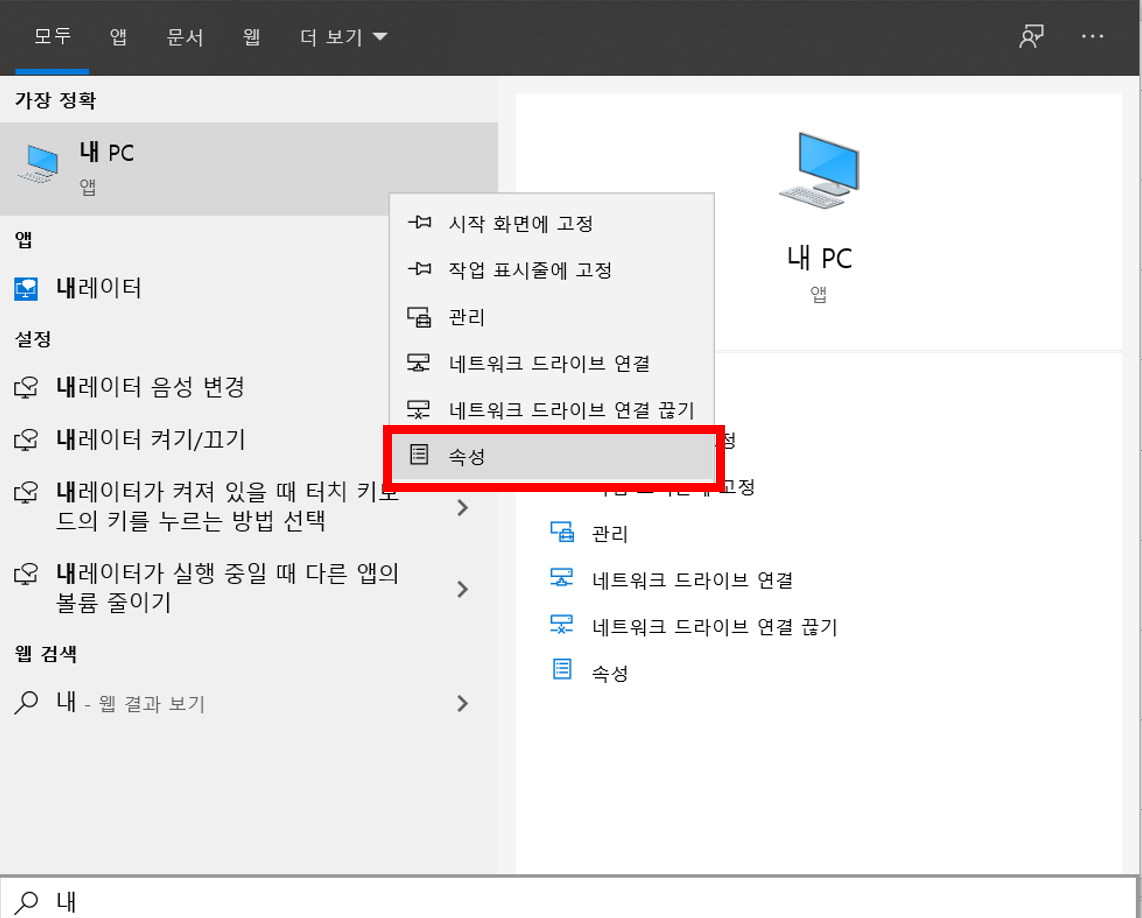 모두 앱 문서 웹 더 보기
가장 정확
내 PC
앱
앱
내레이터
설정
내레이터 음성 변경
내레이터 켜기/끄기
내레이터가 켜져 있을 때 터치 키보
드의 키를 누르는 방법 선택
내레이터가 실행 중일 때 다른 앱의
볼륨 줄이기
웹 검색
내 - 웹 결과 보기
시작 화면에 고정
작업 표시줄에 고정
관리
네트워크 드라이브 연결
네트워크 드라이브 연결 끊기
속성
내 PC
앱
고정
관리
네트워크 드라이브 연결
네트워크 드라이브 연결 끊기
속성
내